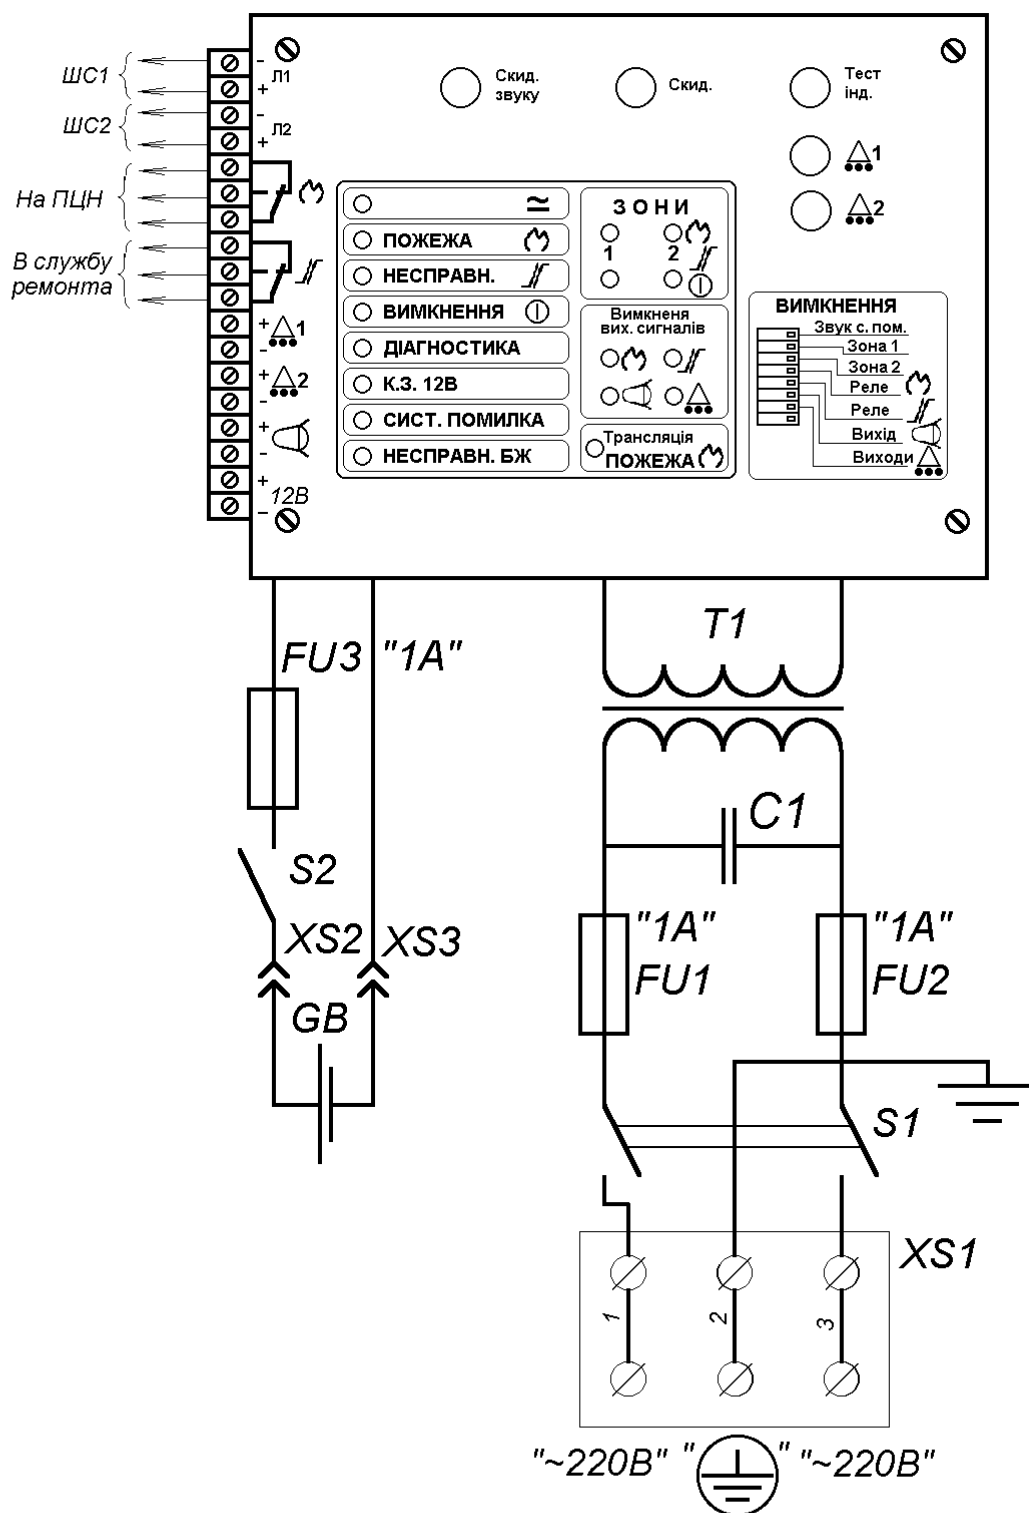 ШС1
ШС2
На ПЦН
В службу
ремонта
-
Л1
+
-
Л2
+
+
1
-
+
2
-
+
-
+
12В
-
Скид.
звуку
Скид.
Тест
інд.
1
2
ПОЖЕЖА
НЕСПРАВН.
ВИМКНЕННЯ
ДІАГНОСТИКА
К.З. 12В
СИСТ. ПОМИЛКА
НЕСПРАВН. БЖ
ЗОНИ
1 2
Вимкненя
вих. сигналів
Трансляція
ПОЖЕЖА
ВИМКНЕННЯ
Звук с. пом.
Зона 1
Зона 2
Реле
Реле
Вихід
Виходи
FU3 "1A"
S2
XS2 XS3
GB
T1
C1
"1A" "1A"
FU1 FU2
S1
XS1
1 2 3
"~220В" " " "~220В"